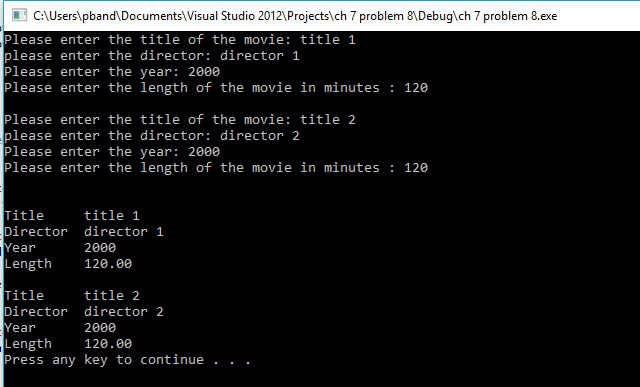 C:\Users\pband\Documents\Visual Studio 2012\Projects\ch 7 problem 8\Debug\ch 7 problem 8.exe
Please enter the title of the movie: title 1
please enter the director: director 1
Please enter the year: 2000
Please enter the length of the movie in minutes : 120
Please enter the title of the movie: title 2
please enter the director: director 2
Please enter the year: 2000
Please enter the length of the movie in minutes : 120
Title title 1
Director director 1
Year 2000
Length 120.00
Title title 2
Director director 2
Year 2000
Length 120.00
Press any key to continue . . .